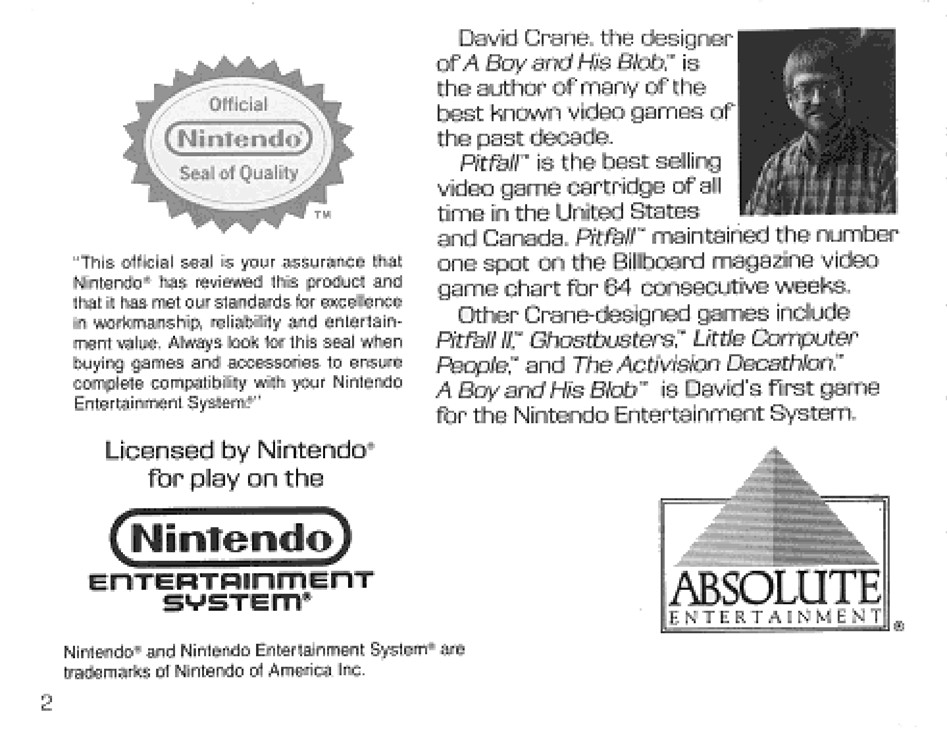 Official
Nintendo®
Seal of Quality
TM
"This official seal is your assurance that
Nintendo® has reviewed this product and
that it has met our standards for excellence
in workmanship, reliability and entertain-
ment value. Always look for this seal when
buying games and accessories to ensure
complete compatibility with your Nintendo
Entertainment System.®"
Licensed by Nintendo®
for play on the
Nintendo
ENTERTAINMENT
SYSTEM®
Nintendo® and Nintendo Entertainment System® are
trademarks of Nintendo of America Inc.
2
David Crane, the designer
of A Boy and His Blob,™ is
the author of many of the
best known video games of
the past decade.
Pitfall™ is the best selling
video game cartridge of all
time in the United States
and Canada. Pitfall™ maintained the number
one spot on the Billboard magazine video
game chart for 64 consecutive weeks.
Other Crane-designed games include
Pitfall II,™ Ghostbusters,™ Little Computer
People,™ and The Activision Decathlon.™
A Boy and His Blob™ is David's first game
for the Nintendo Entertainment System.
ABSOLUTE
ENTERTAINMENT
®